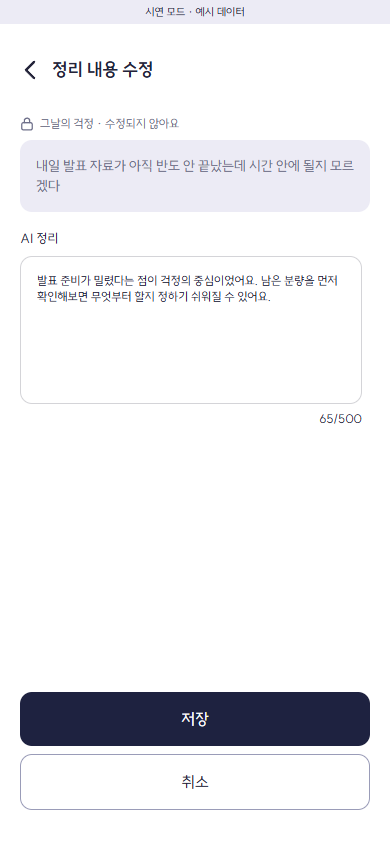 시연 모드 · 예시 데이터
정리 내용 수정
그날의 걱정 · 수정되지 않아요
내일 발표 자료가 아직 반도 안 끝났는데 시간 안에 될지 모르
겠다
AI 정리
발표 준비가 밀렸다는 점이 걱정의 중심이었어요. 남은 분량을 먼저
확인해보면 무엇부터 할지 정하기 쉬워질 수 있어요.
65/500
저장
취소